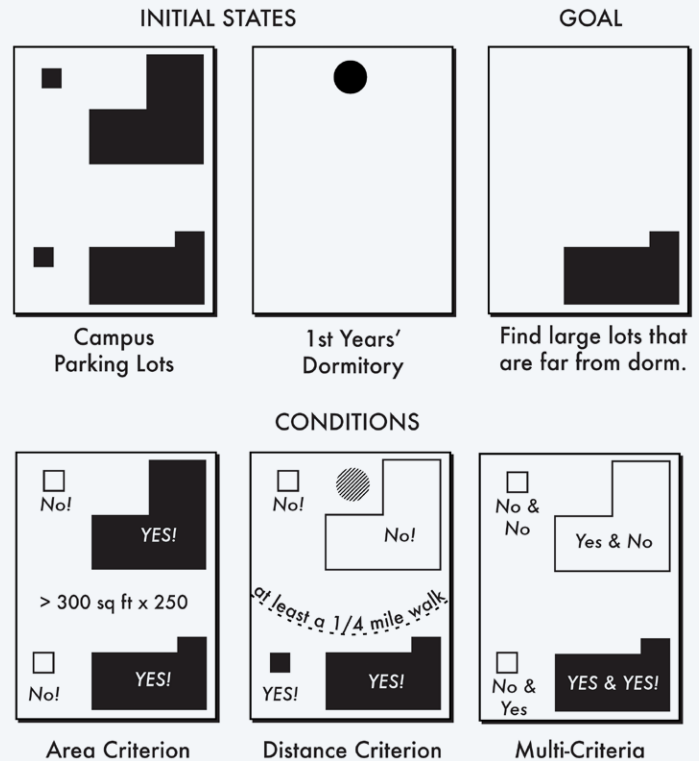 INITIAL STATES
GOAL
Campus
Parking Lots
1st Years'
Dormitory
Find large lots that
are far from dorm.
CONDITIONS
No!
YES!
> 300 sq ft x 250
No!
YES!
Area Criterion
No!
No!
at least a 1/4 mile walk
YES!
YES!
Distance Criterion
No &
No
Yes & No
No &
Yes
YES & YES!
Multi-Criteria